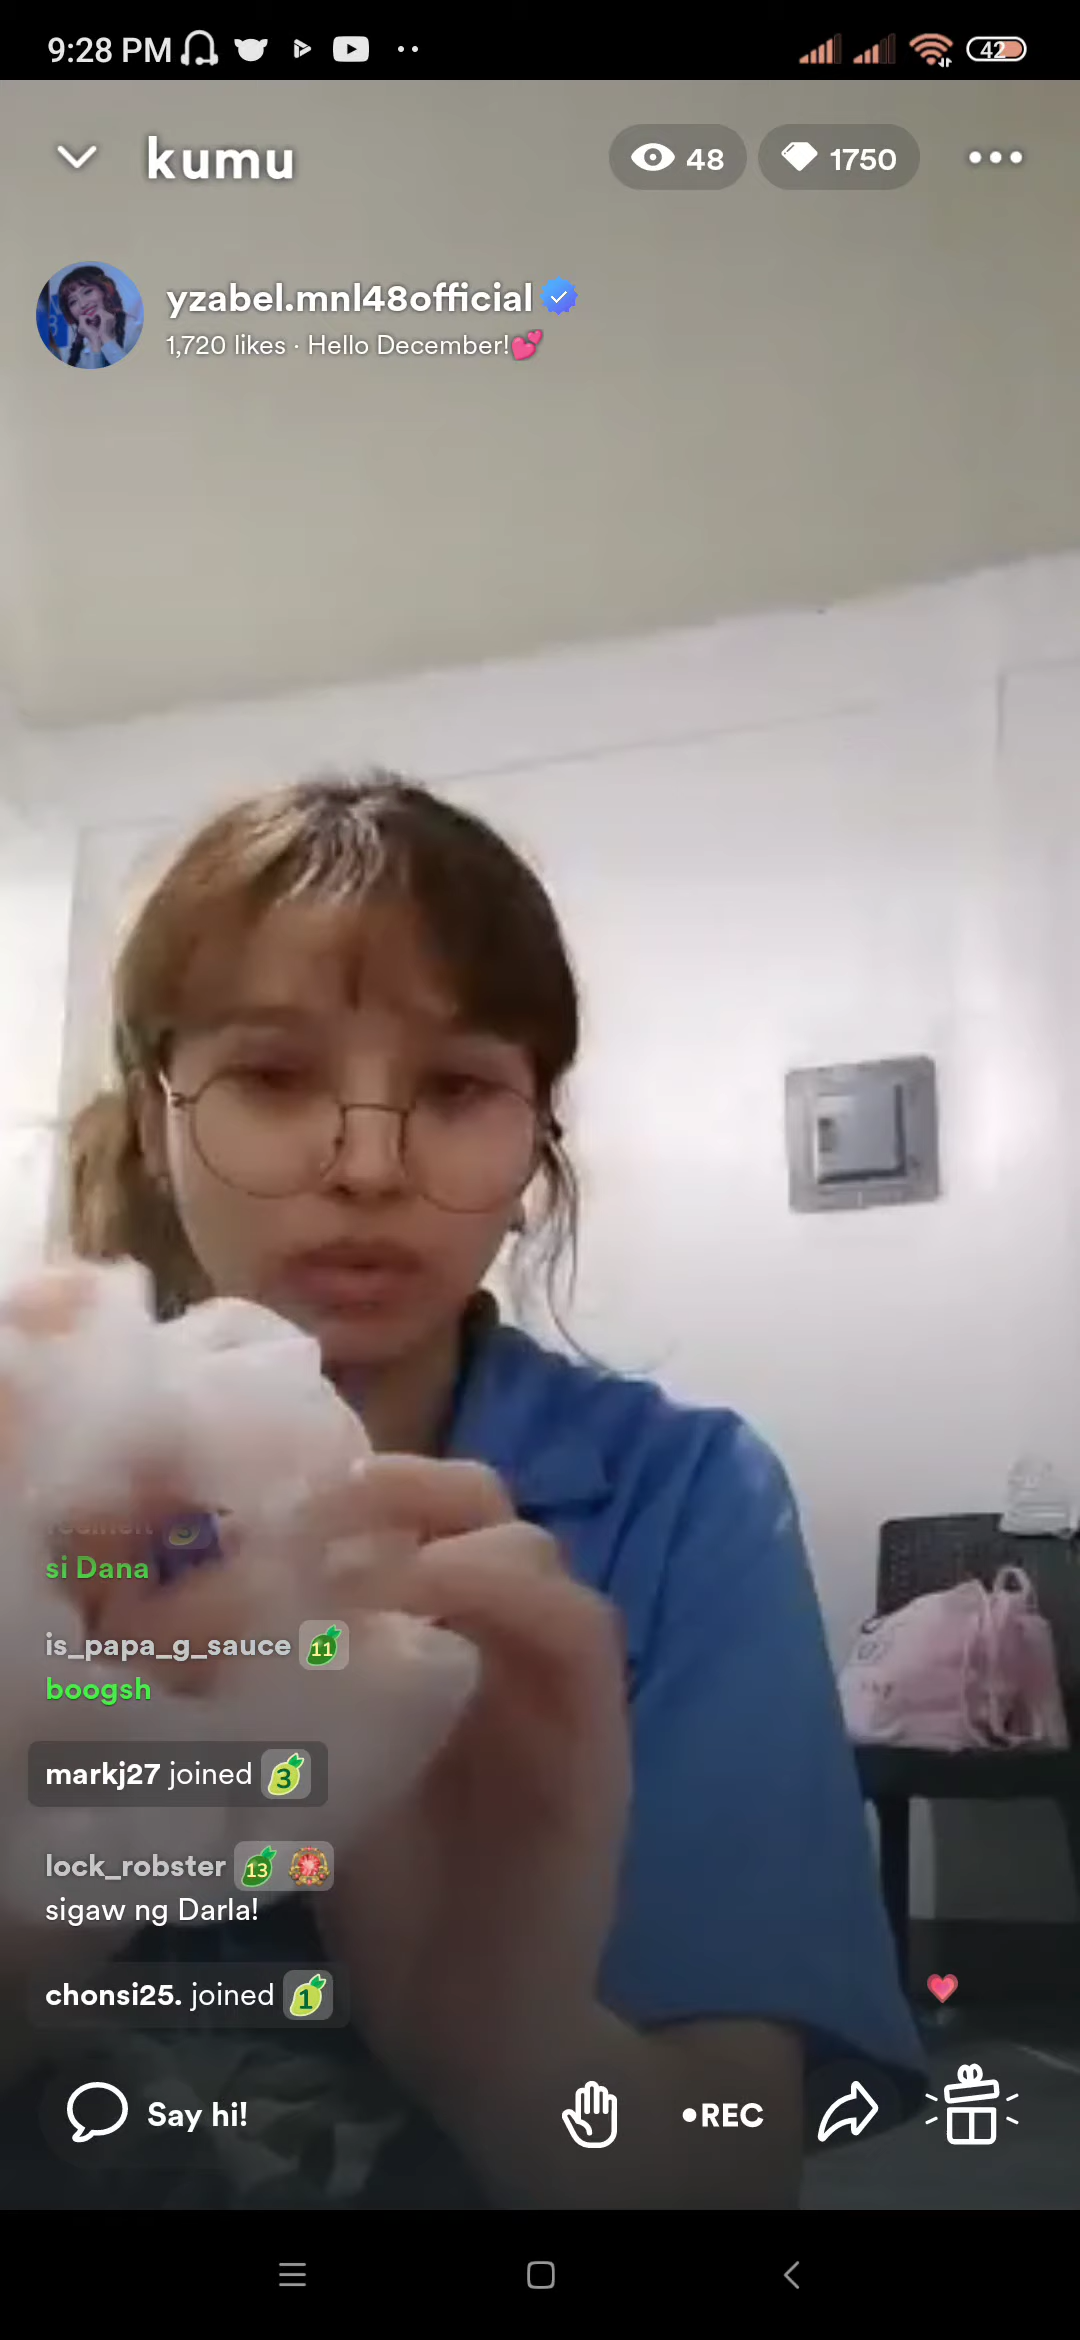 9:28 PM
42
kumu
48
1750
yzabel.mnl48official
1,720 likes · Hello December!💕
si Dana
is_papa_g_sauce 11
boogsh
markj27 joined 3
lock_robster 13
sigaw ng Darla!
chonsi25. joined 1
Say hi!
•REC